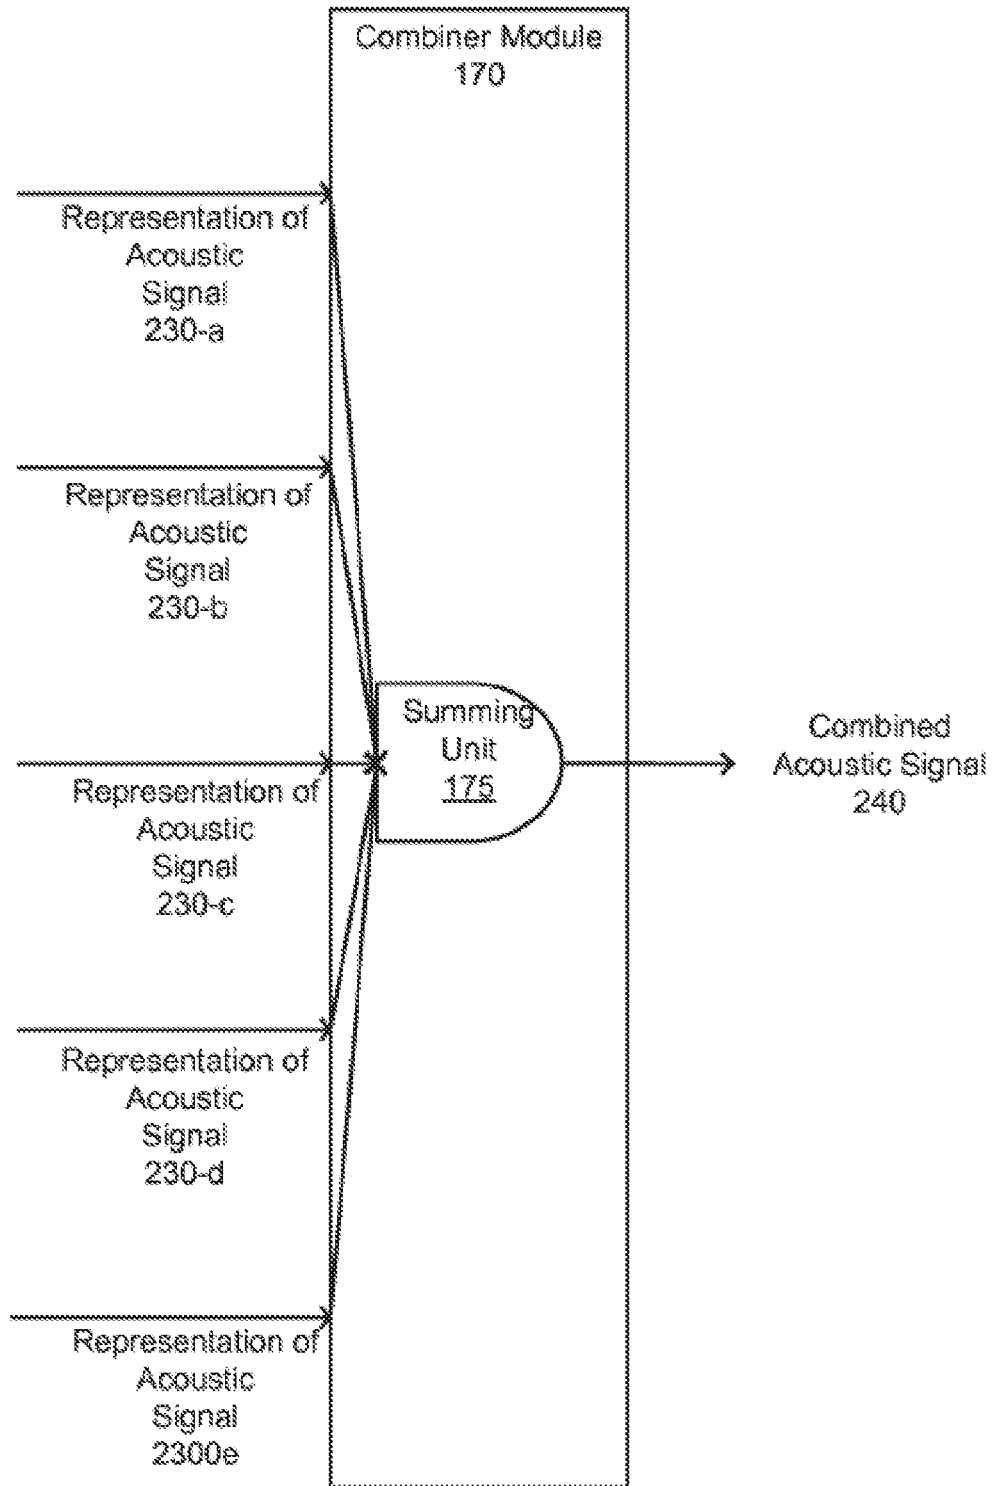 Combiner Module
170
Representation of
Acoustic
Signal
230-a
Representation of
Acoustic
Signal
230-b
Summing
Unit
175
Combined
Acoustic Signal
240
Representation of
Acoustic
Signal
230-c
Representation of
Acoustic
Signal
230-d
Representation of
Acoustic
Signal
2300e